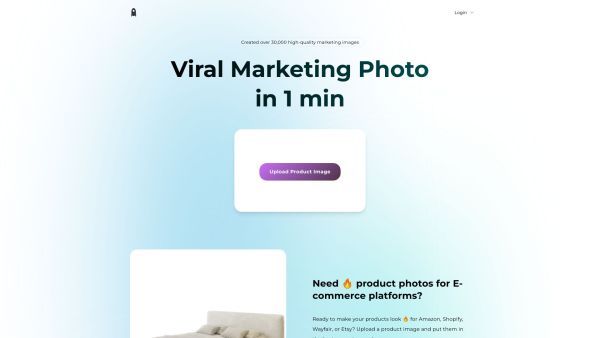 Login
Created over 30,000 high-quality marketing images
Viral Marketing Photo
in 1 min
Upload Product Image
Need 🔥 product photos for E-
commerce platforms?
Ready to make your products look 🔥 for Amazon, Shopify,
Wayfair, or Etsy? Upload a product image and put them in